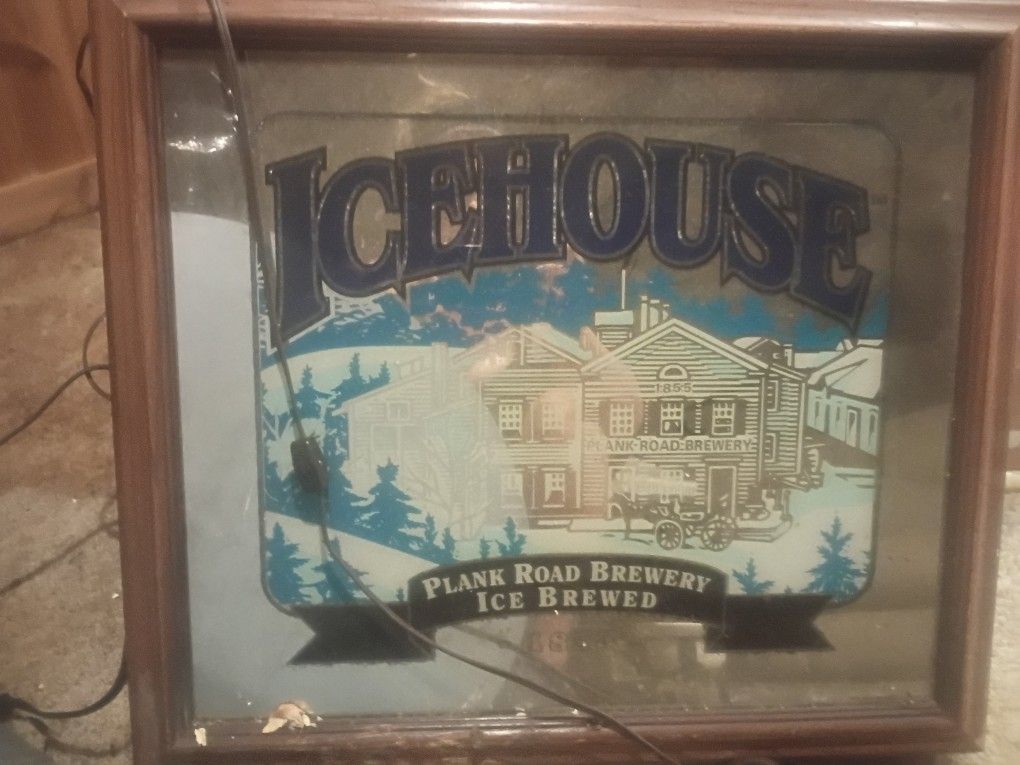 ICEHOUSE
1855
PLANK·ROAD·BREWERY
PLANK ROAD BREWERY
ICE BREWED